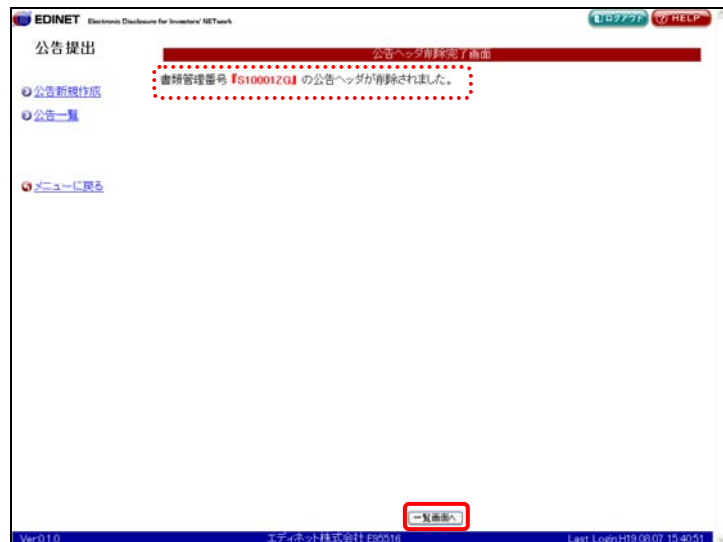 EDINET Electronic Disclosure for Investors' NETwork
ログアウト
HELP
公告提出
公告ヘッダ削除完了画面
書類管理番号『S10001ZG』の公告ヘッダが削除されました。
公告新規作成
公告一覧
メニューに戻る
一覧画面へ
Ver.0.1.0 エディネット株式会社 E95516 Last Login:H19.08.07 15:40:51